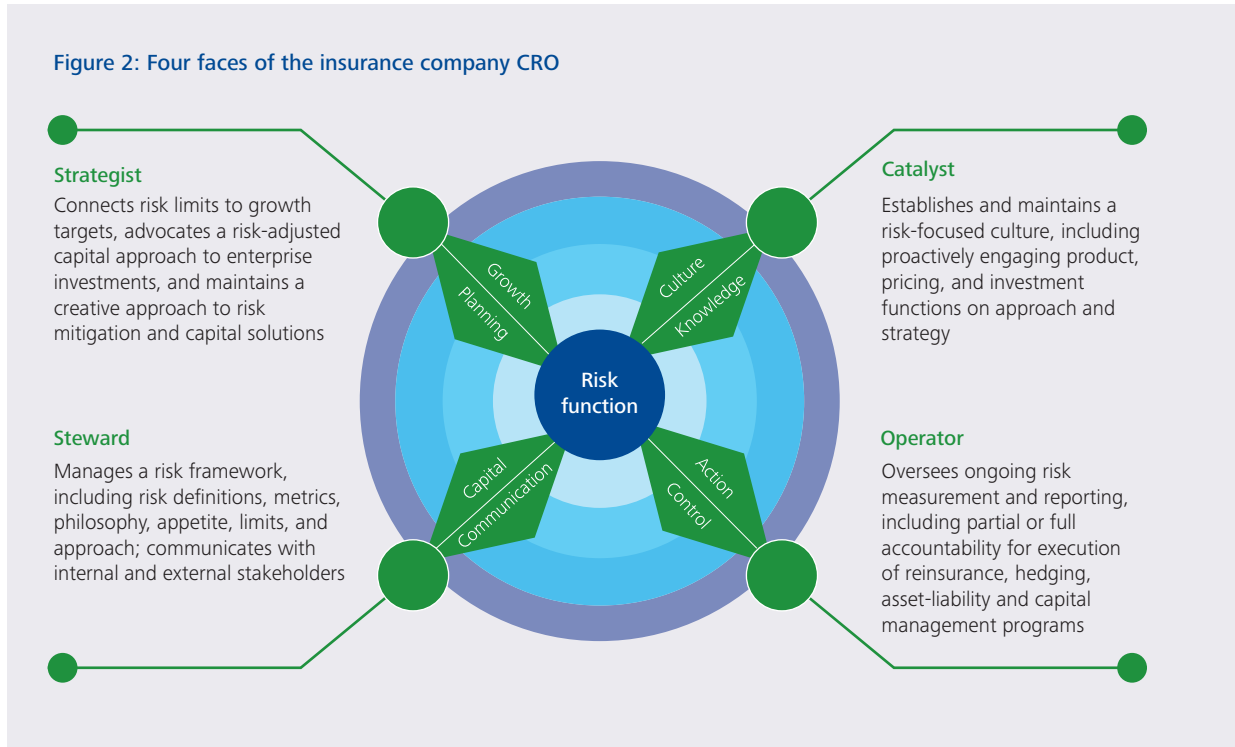 Figure 2: Four faces of the insurance company CRO
Strategist
Connects risk limits to growth
targets, advocates a risk-adjusted
capital approach to enterprise
investments, and maintains a
creative approach to risk
mitigation and capital solutions
Catalyst
Establishes and maintains a
risk-focused culture, including
proactively engaging product,
pricing, and investment
functions on approach and
strategy
Growth
Planning
Culture
Knowledge
Risk
function
Capital
Communication
Action
Control
Steward
Manages a risk framework,
including risk definitions, metrics,
philosophy, appetite, limits, and
approach; communicates with
internal and external stakeholders
Operator
Oversees ongoing risk
measurement and reporting,
including partial or full
accountability for execution
of reinsurance, hedging,
asset-liability and capital
management programs